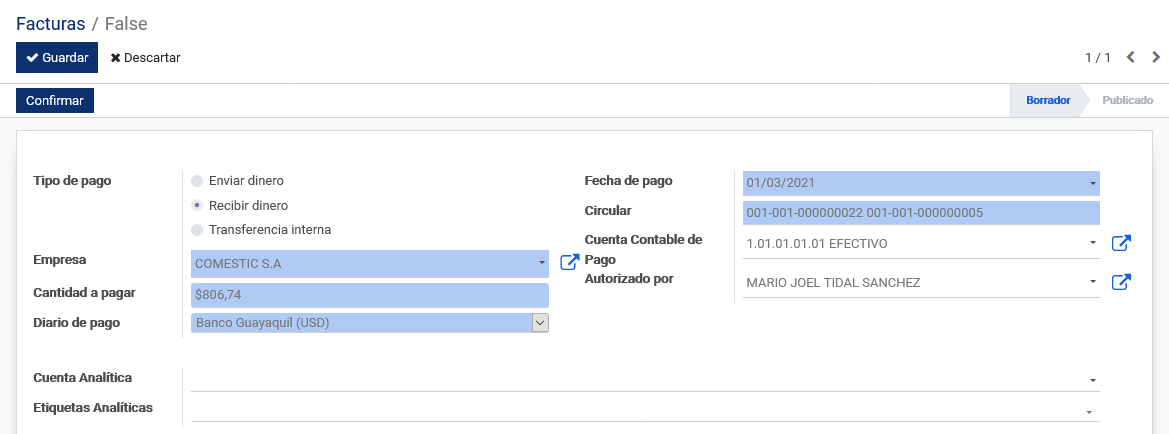 Facturas / False
Guardar Descartar 1 / 1
Confirmar Borrador Publicado
Tipo de pago
Enviar dinero
Recibir dinero
Transferencia interna
Empresa COMESTIC S.A
Cantidad a pagar $806,74
Diario de pago Banco Guayaquil (USD)
Fecha de pago 01/03/2021
Circular 001-001-000000022 001-001-000000005
Cuenta Contable de Pago 1.01.01.01.01 EFECTIVO
Autorizado por MARIO JOEL TIDAL SANCHEZ
Cuenta Analítica
Etiquetas Analíticas